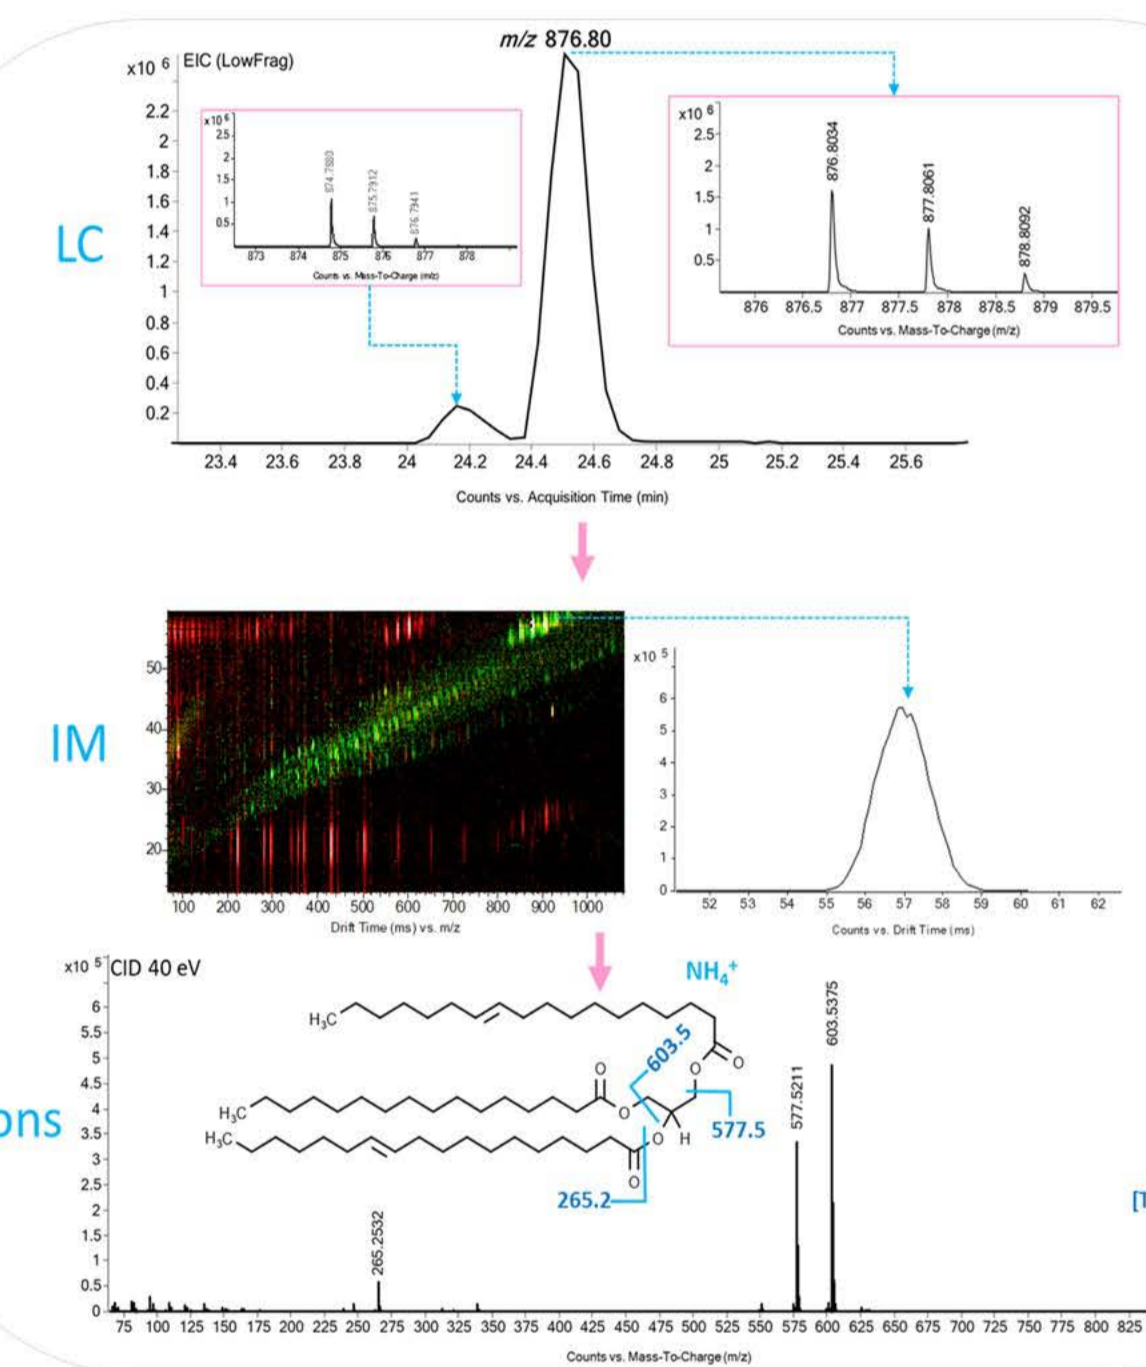 m/z 876.80
x10 6 EIC (LowFrag)
2.2
2
1.8
1.6
1.4
1.2
1
0.8
0.6
0.4
0.2
x10 6
2.5
2
1.5
1
0.5
874.7880
875.7912
876.7941
873 874 875 876 877 878
Counts vs. Mass-To-Charge (m/z)
x10 6
2.5
2
1.5
1
0.5
876.8034
877.8061
878.8092
876 876.5 877 877.5 878 878.5 879 879.5
Counts vs. Mass-To-Charge (m/z)
LC
23.4 23.6 23.8 24 24.2 24.4 24.6 24.8 25 25.2 25.4 25.6
Counts vs. Acquisition Time (min)
IM
50
40
30
20
100 200 300 400 500 600 700 800 900 1000
Drift Time (ms) vs. m/z
x10 5
6
5
4
3
2
1
0
52 53 54 55 56 57 58 59 60 61 62
Counts vs. Drift Time (ms)
x10 5 CID 40 eV
6
5.5
5
4.5
4
3.5
3
2.5
2
1.5
1
0.5
0
ons
NH4+
H3C
O
O
603.5
O
H3C
O
577.5
H3C
O
H
O
265.2
265.2532
577.5211
603.5375
[T
75 100 125 150 175 200 225 250 275 300 325 350 375 400 425 450 475 500 525 550 575 600 625 650 675 700 725 750 775 800 825
Counts vs. Mass-To-Charge (m/z)